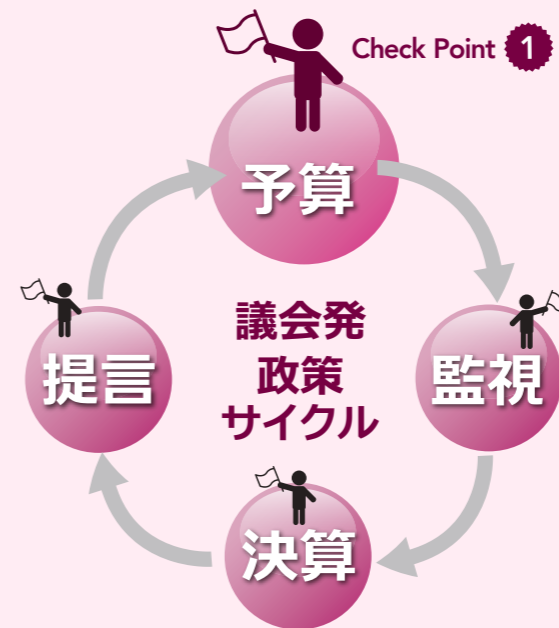 Check Point 1
予算
議会発
政策
サイクル
提言
監視
決算